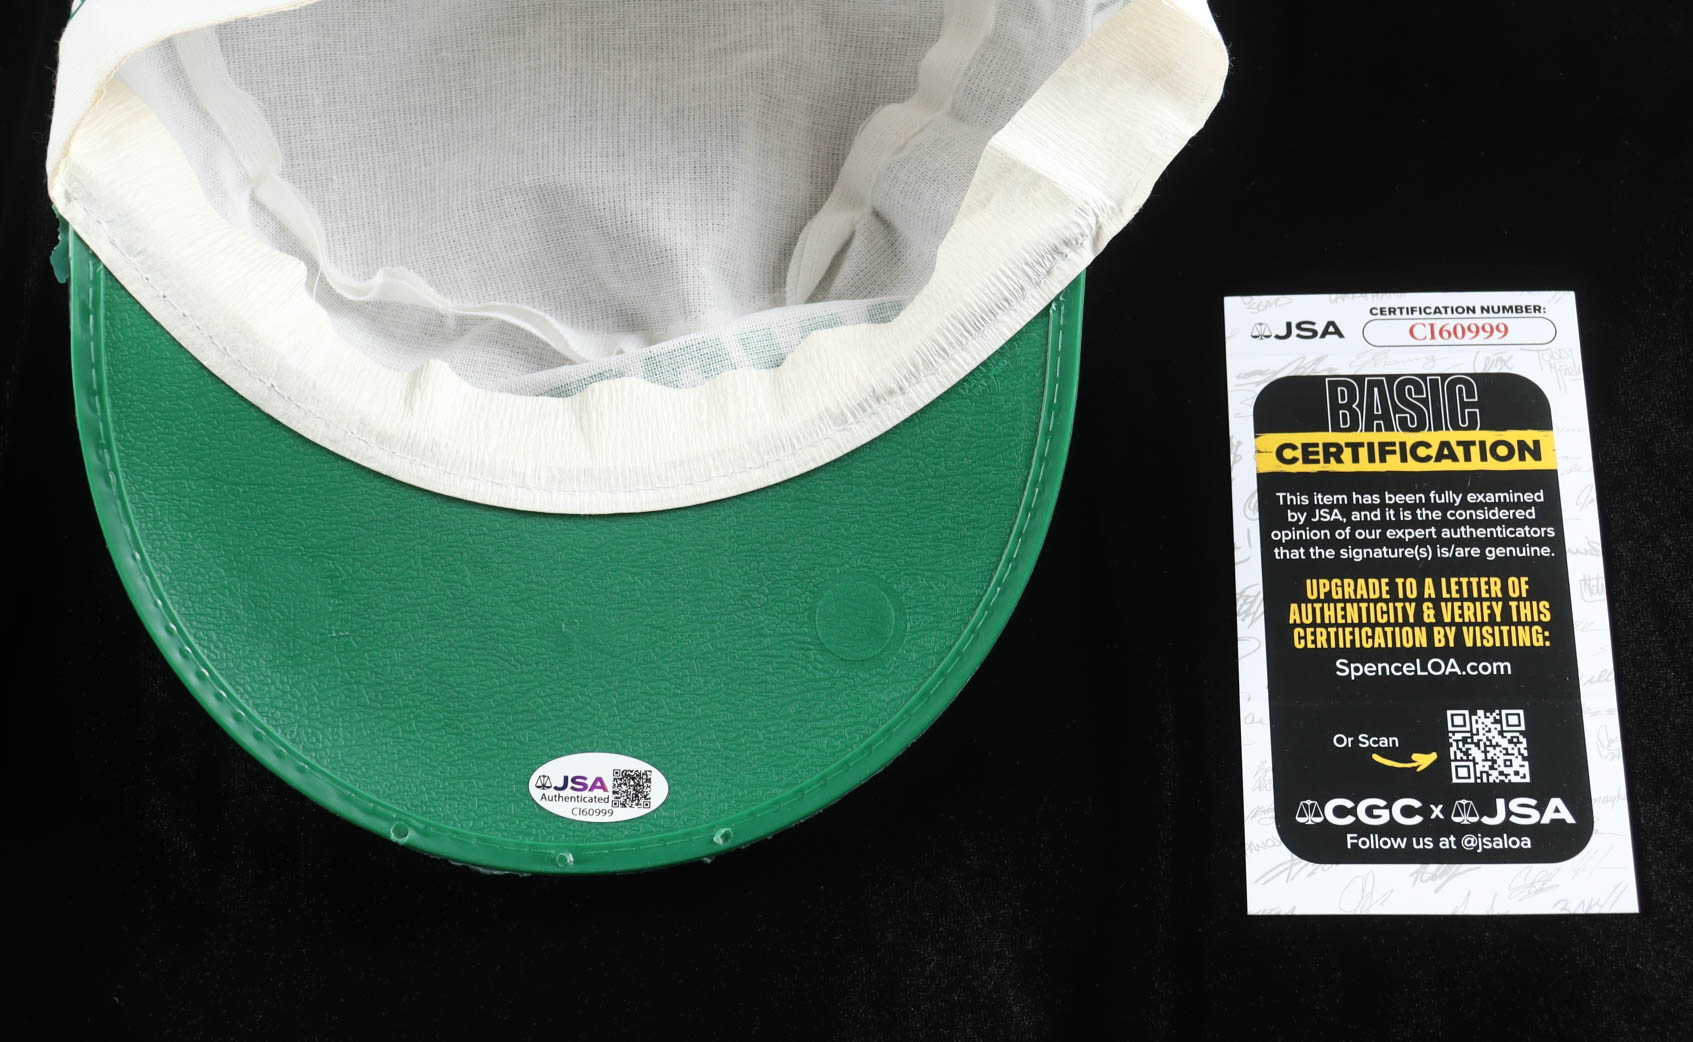 JSA
Authenticated
CI60999
JSA
CERTIFICATION NUMBER:
CI60999
BASIC
CERTIFICATION
This item has been fully examined
by JSA, and it is the considered
opinion of our expert authenticators
that the signature(s) is/are genuine.
UPGRADE TO A LETTER OF
AUTHENTICITY & VERIFY THIS
CERTIFICATION BY VISITING:
SpenceLOA.com
Or Scan
CGC x JSA
Follow us at @jsaloa